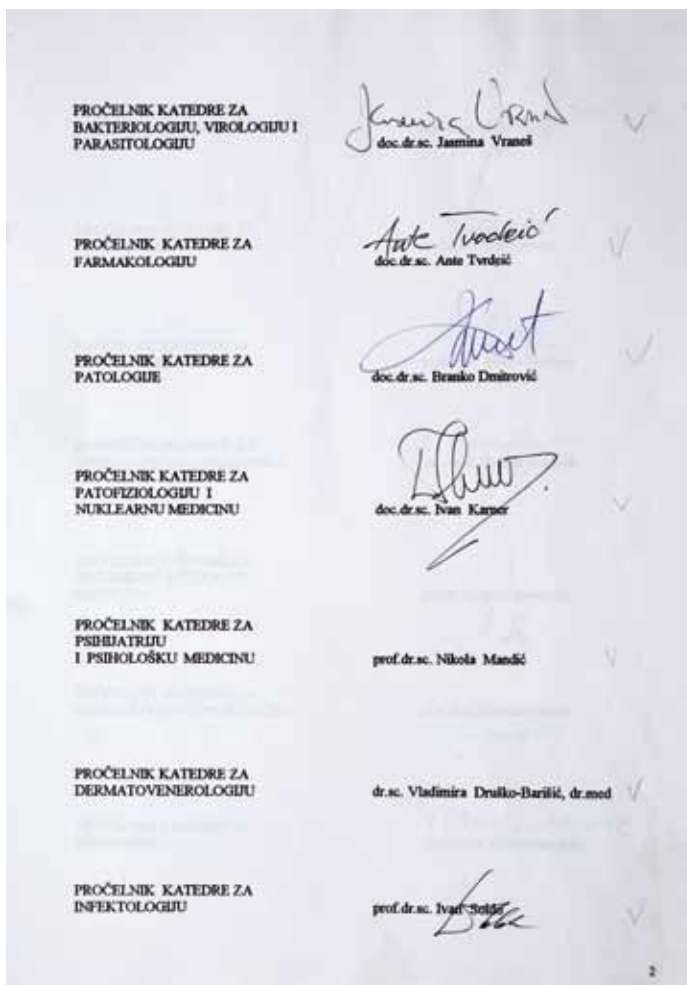 PROČELNIK KATEDRE ZA
BAKTERIOLOGIJU, VIROLOGIJU I
PARASITOLOGIJU
doc.dr.sc. Jasmina Vraneš
PROČELNIK KATEDRE ZA
FARMAKOLOGIJU
Ante Tvrdeić
doc.dr.sc. Ante Tvrdeić
PROČELNIK KATEDRE ZA
PATOLOGIJE
doc.dr.sc. Branko Dmitrović
PROČELNIK KATEDRE ZA
PATOFIZIOLOGIJU I
NUKLEARNU MEDICINU
doc.dr.sc. Ivan Karner
PROČELNIK KATEDRE ZA
PSIHIJATRIJU
I PSIHOLOŠKU MEDICINU
prof.dr.sc. Nikola Mandić
PROČELNIK KATEDRE ZA
DERMATOVENEROLOGIJU
dr.sc. Vladimira Druško-Barišić, dr.med
PROČELNIK KATEDRE ZA
INFEKTOLOGIJU
prof.dr.sc. Ivan Soldo
2